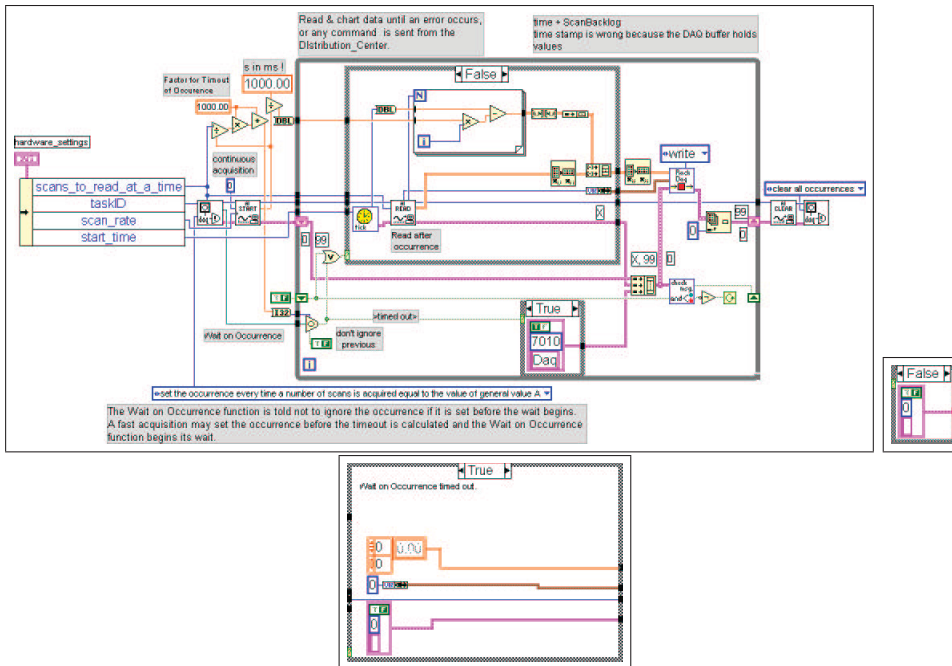 Read & chart data until an error occurs,
or any command is sent from the
DIstribution_Center.
time + ScanBacklog
time stamp is wrong because the DAQ buffer holds
values
s in ms !
1000.00
Factor for Timeout
of Occurence
1000.00
False
N
DBL
DBL
i
hardware_settings
continuous
acquisition
0
write
scans_to_read_at_a_time
taskID
scan_rate
start_time
START
READ
Read after
occurrence
X
clear all occurrences
CLEAR
0
99
0
99
0
X, 99
0
I32
Wait on Occurrence
>timed out>
don't ignore
previous
True
7010
Daq
i
set the occurrence every time a number of scans is acquired equal to the value of general value A
The Wait on Occurrence function is told not to ignore the occurrence if it is set before the wait begins.
A fast acquisition may set the occurrence before the timeout is calculated and the Wait on Occurrence
function begins its wait.
False
0
True
Wait on Occurrence timed out.
0
0
0
0